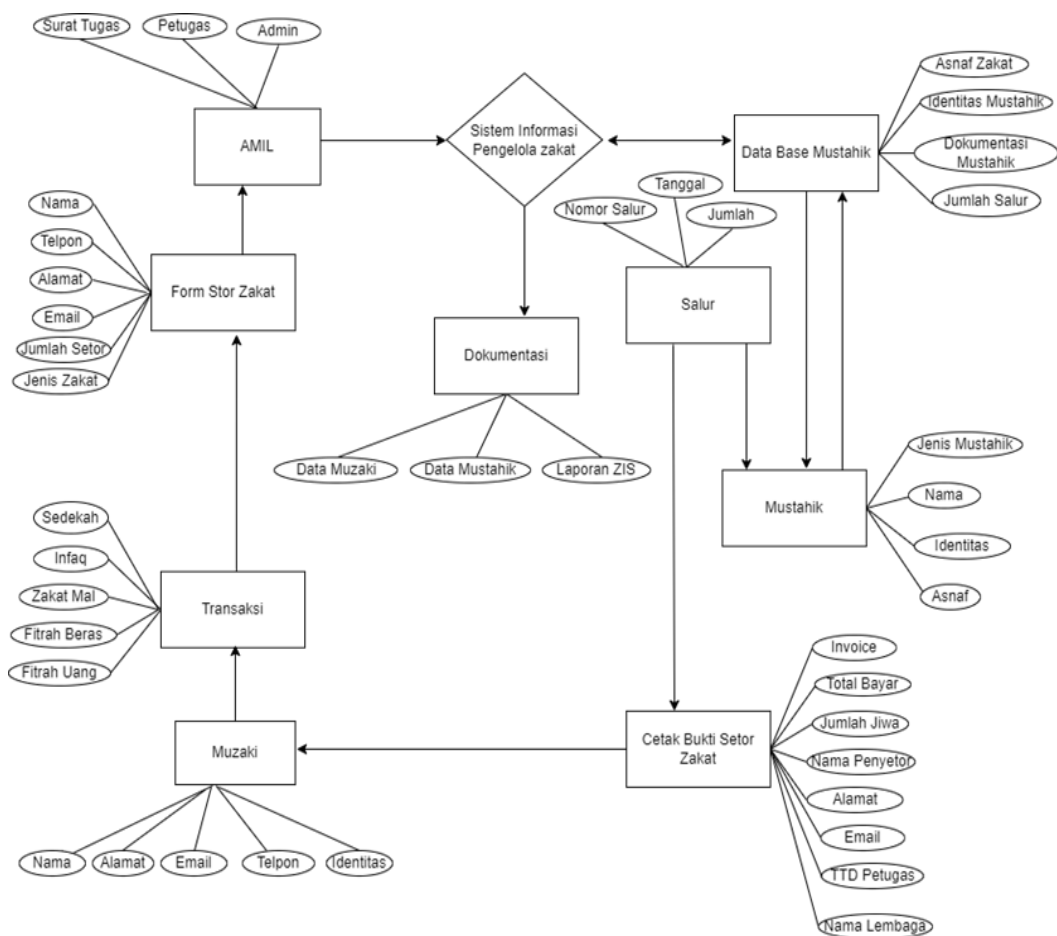 Surat Tugas
Petugas
Admin
AMIL
Sistem Informasi
Pengelola zakat
Data Base Mustahik
Asnaf Zakat
Identitas Mustahik
Dokumentasi
Mustahik
Jumlah Salur
Nama
Telpon
Alamat
Email
Jumlah Setor
Jenis Zakat
Form Stor Zakat
Nomor Salur
Tanggal
Jumlah
Salur
Dokumentasi
Data Muzaki
Data Mustahik
Laporan ZIS
Mustahik
Jenis Mustahik
Nama
Identitas
Asnaf
Sedekah
Infaq
Zakat Mal
Fitrah Beras
Fitrah Uang
Transaksi
Muzaki
Nama
Alamat
Email
Telpon
Identitas
Cetak Bukti Setor
Zakat
Invoice
Total Bayar
Jumlah Jiwa
Nama Penyetor
Alamat
Email
TTD Petugas
Nama Lembaga